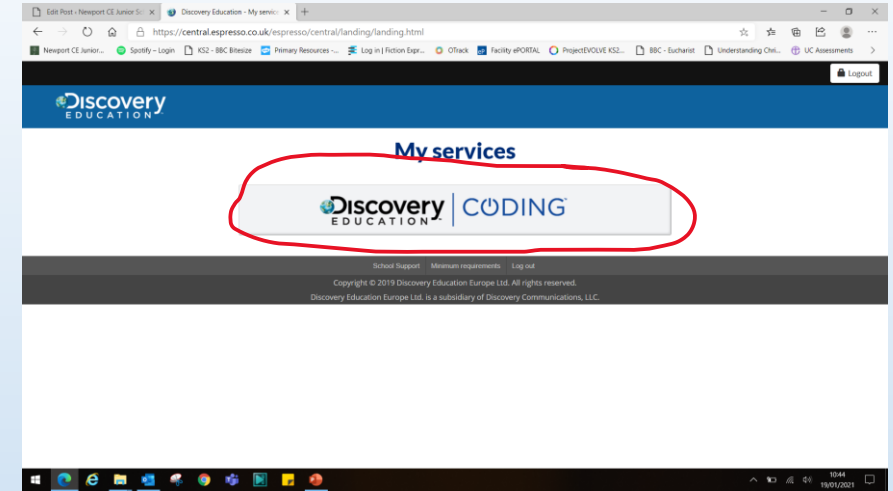 Edit Post ‹ Newport CE Junior Sch
Discovery Education - My service
https://central.espresso.co.uk/espresso/central/landing/landing.html
Newport CE Junior...
Spotify – Login
KS2 - BBC Bitesize
Primary Resources -...
Log in | Fiction Expr...
OTrack
Facility ePORTAL
ProjectEVOLVE KS2...
BBC - Eucharist
Understanding Chri...
UC Assessments
Logout
Discovery
EDUCATION
My services
Discovery
EDUCATION
CODING
School Support
Minimum requirements
Log out
Copyright © 2019 Discovery Education Europe Ltd. All rights reserved.
Discovery Education Europe Ltd. is a subsidiary of Discovery Communications, LLC.
10:44
19/01/2021